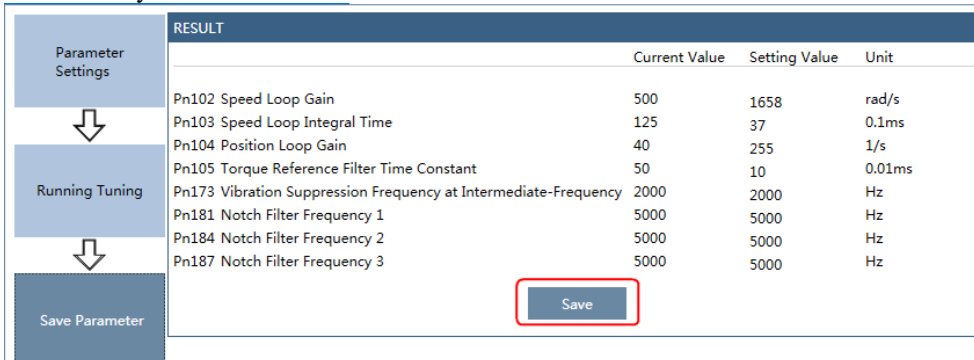 RESULT
Parameter
Settings
Current Value Setting Value Unit
Pn102 Speed Loop Gain 500 1658 rad/s
Pn103 Speed Loop Integral Time 125 37 0.1ms
Pn104 Position Loop Gain 40 255 1/s
Pn105 Torque Reference Filter Time Constant 50 10 0.01ms
Running Tuning
Pn173 Vibration Suppression Frequency at Intermediate-Frequency 2000 2000 Hz
Pn181 Notch Filter Frequency 1 5000 5000 Hz
Pn184 Notch Filter Frequency 2 5000 5000 Hz
Pn187 Notch Filter Frequency 3 5000 5000 Hz
Save
Save Parameter